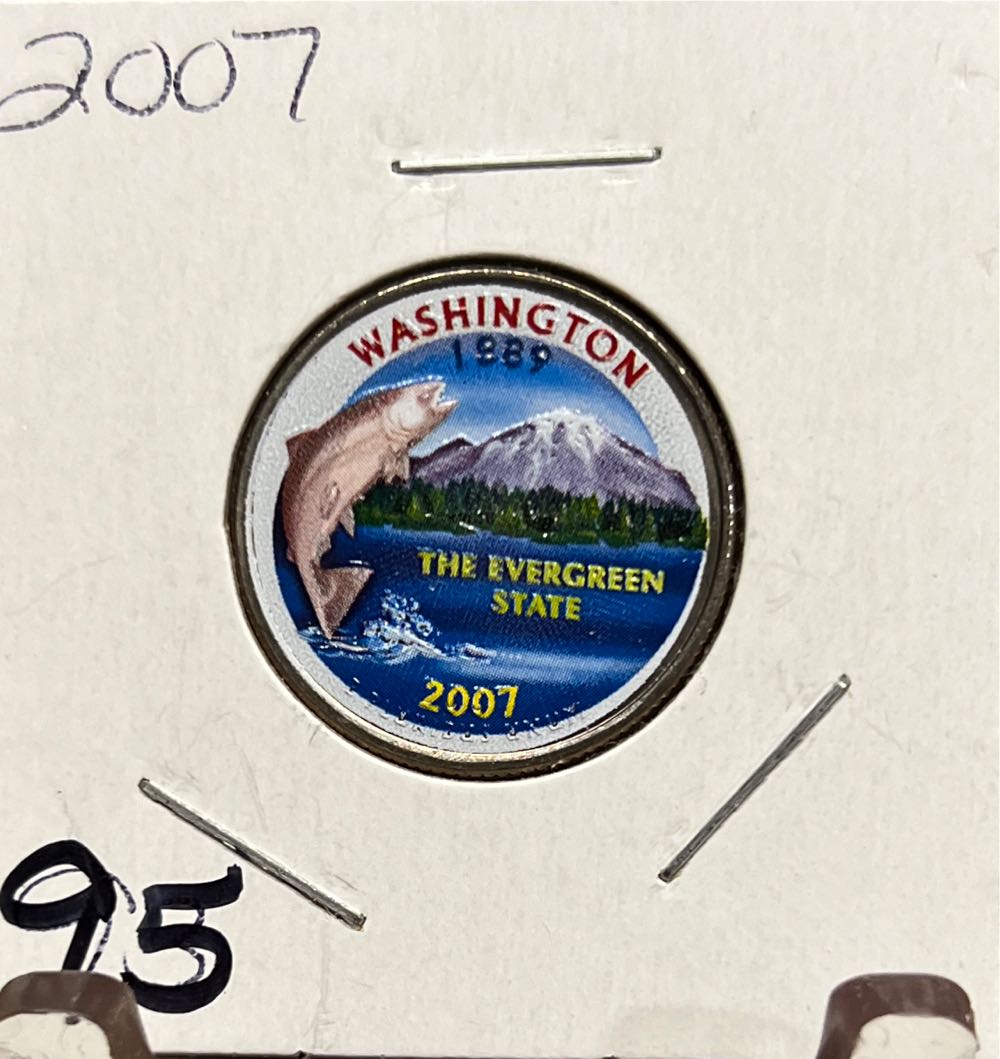 2007
WASHINGTON
1889
THE EVERGREEN
STATE
2007
95